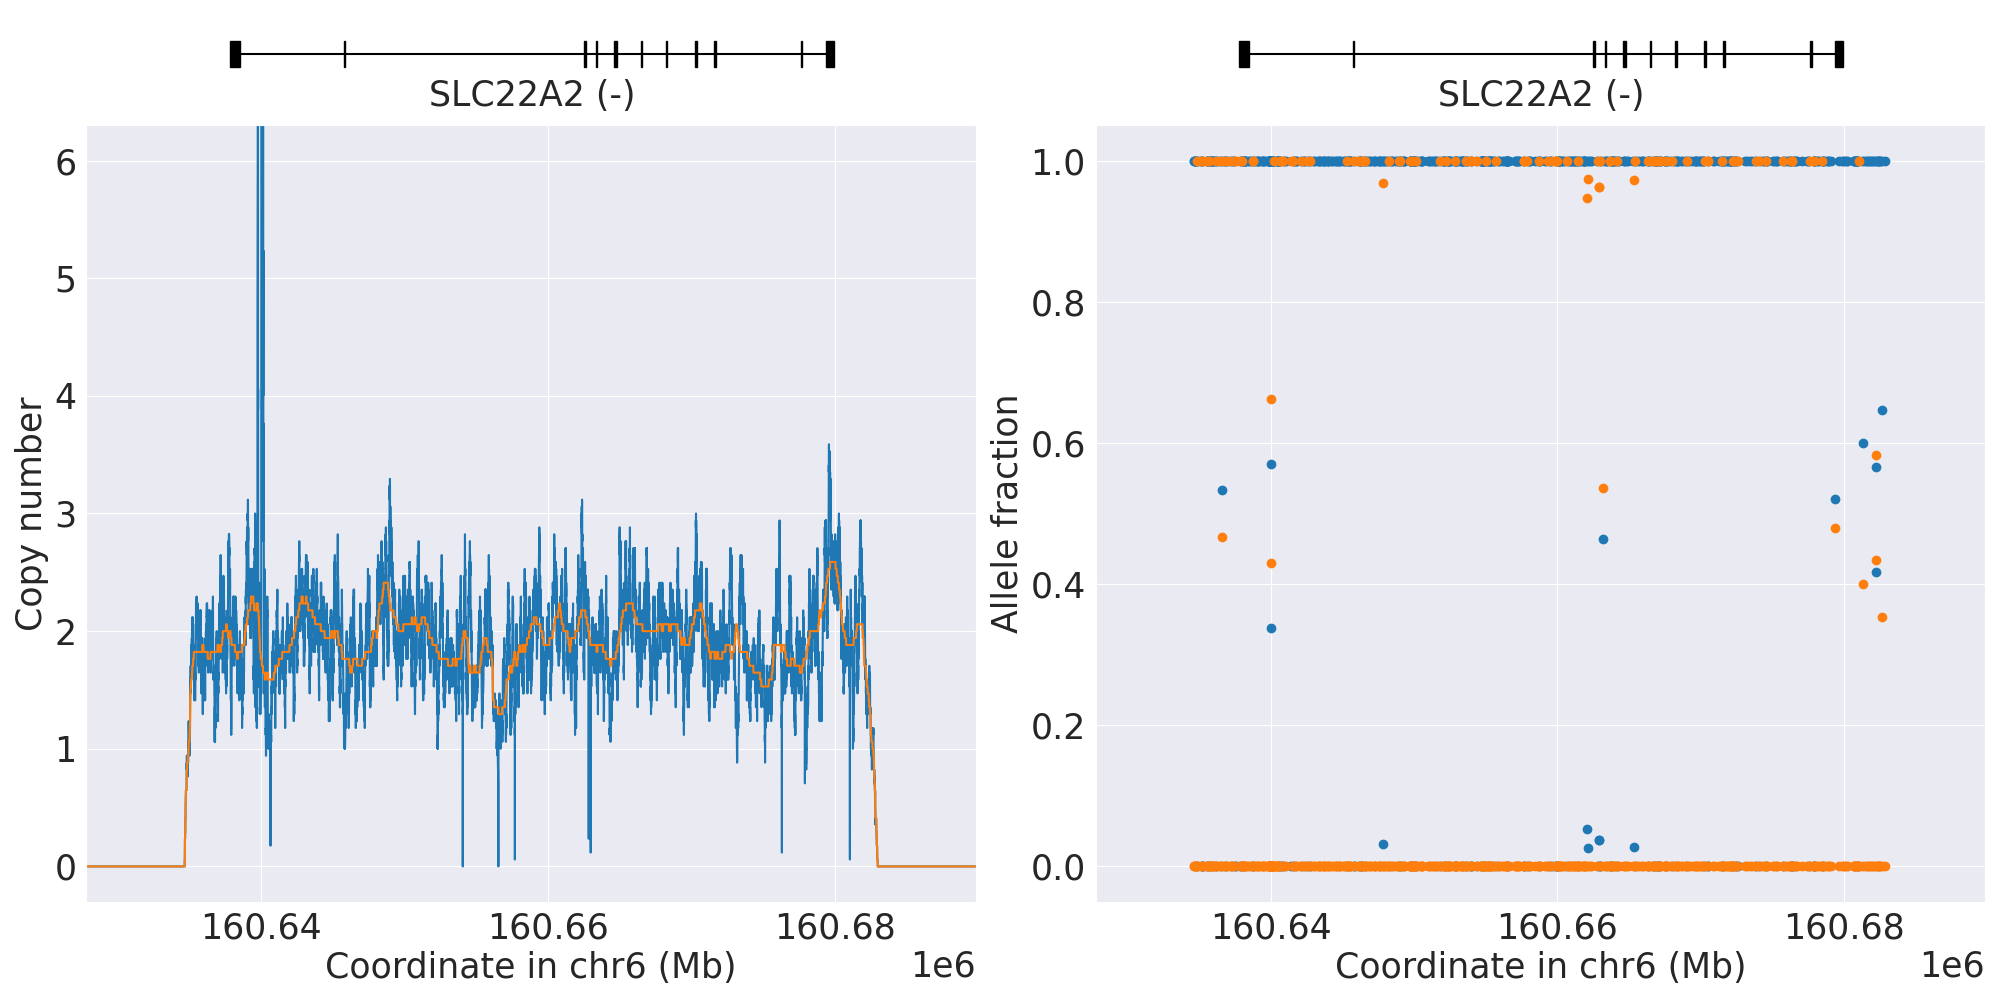 SLC22A2 (-)
6
5
4
3
2
1
0
Copy number
160.64 160.66 160.68
Coordinate in chr6 (Mb)
1e6
SLC22A2 (-)
1.0
0.8
0.6
0.4
0.2
0.0
Allele fraction
160.64 160.66 160.68
Coordinate in chr6 (Mb)
1e6